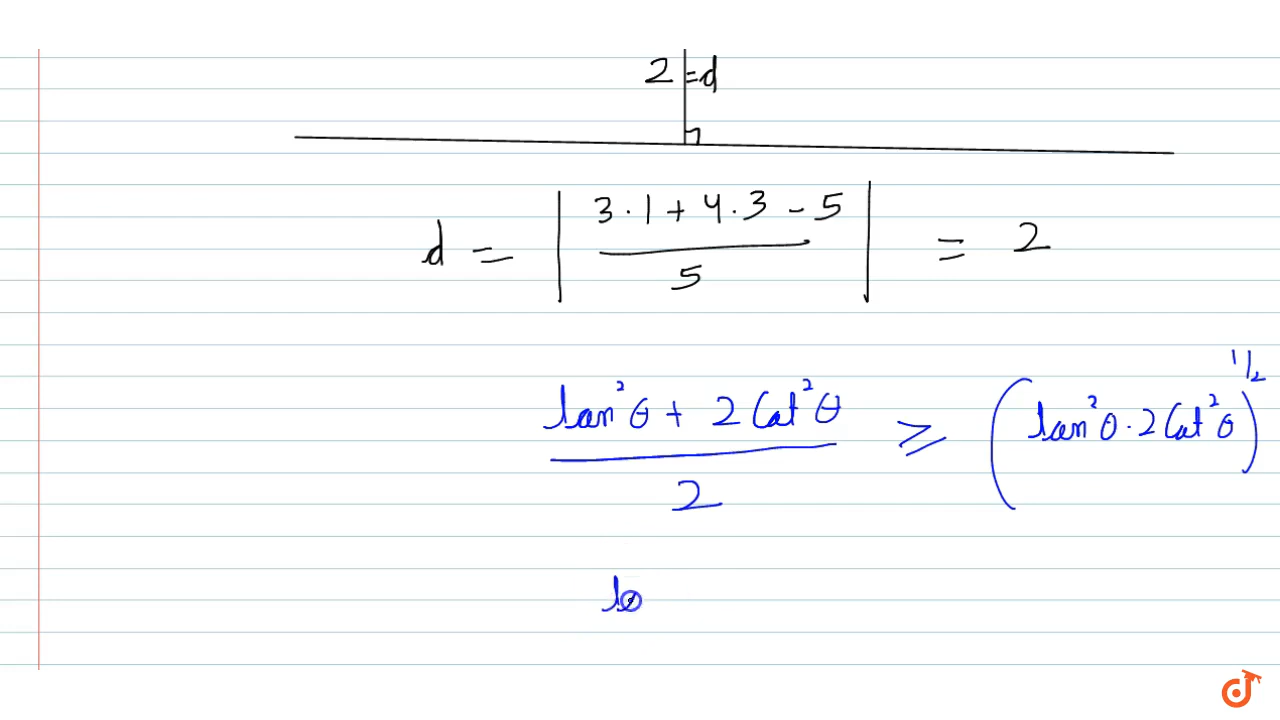 2 = d
d = | (3·1 + 4·3 - 5) / 5 | = 2
(tan²θ + 2 Cot²θ) / 2 ≥ (tan²θ · 2 Cot²θ)^1/2